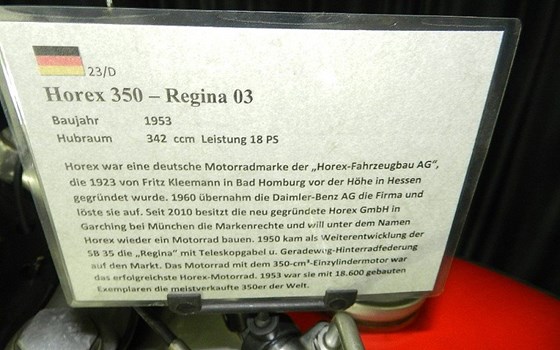 23/D
Horex 350 – Regina 03
Baujahr 1953
Hubraum 342 ccm Leistung 18 PS
Horex war eine deutsche Motorradmarke der „Horex-Fahrzeugbau AG“,
die 1923 von Fritz Kleemann in Bad Homburg vor der Höhe in Hessen
gegründet wurde. 1960 übernahm die Daimler-Benz AG die Firma und
löste sie auf. Seit 2010 besitzt die neu gegründete Horex GmbH in
Garching bei München die Markenrechte und will unter dem Namen
Horex wieder ein Motorrad bauen. 1950 kam als Weiterentwicklung der
SB 35 die „Regina“ mit Teleskopgabel u. Geradeweg-Hinterradfederung
auf den Markt. Das Motorrad mit dem 350-cm³-Einzylindermotor war
das erfolgreichste Horex-Motorrad. 1953 war sie mit 18.600 gebauten
Exemplaren die meistverkaufte 350er der Welt.